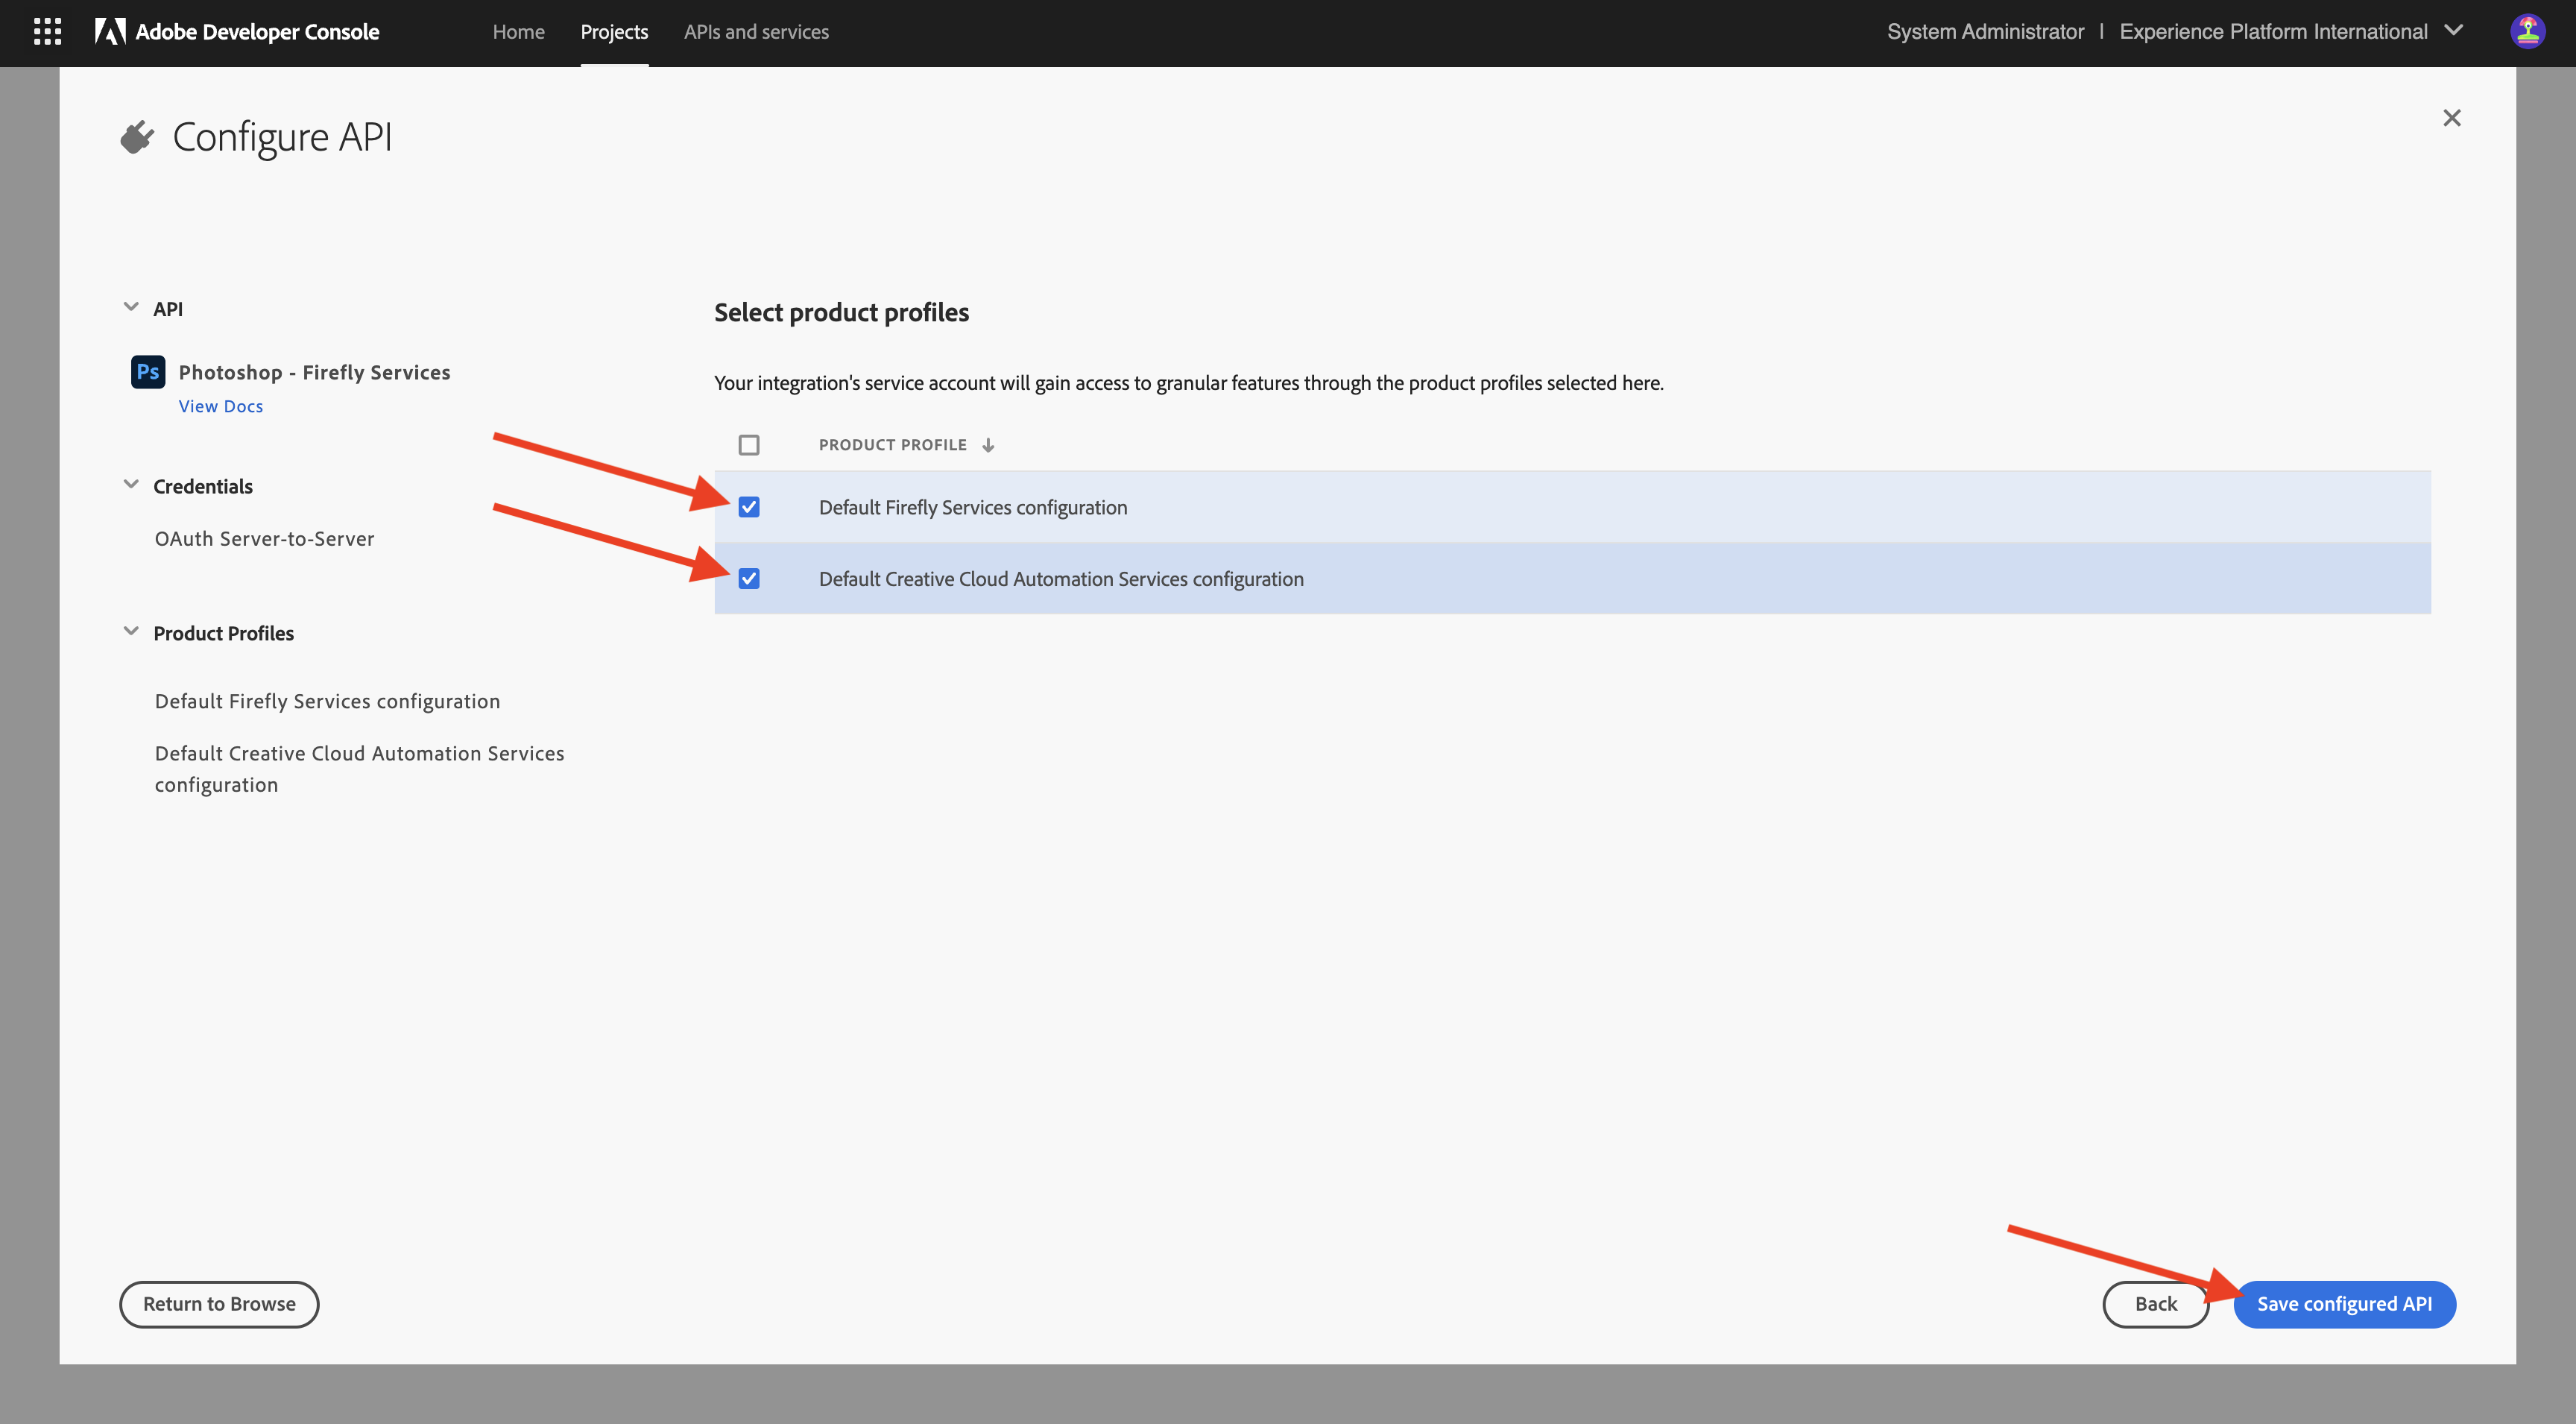 Adobe Developer Console
Home
Projects
APIs and services
System Administrator | Experience Platform International
Configure API
API
Ps
Photoshop - Firefly Services
View Docs
Credentials
OAuth Server-to-Server
Product Profiles
Default Firefly Services configuration
Default Creative Cloud Automation Services
configuration
Select product profiles
Your integration's service account will gain access to granular features through the product profiles selected here.
PRODUCT PROFILE
Default Firefly Services configuration
Default Creative Cloud Automation Services configuration
Return to Browse
Back
Save configured API